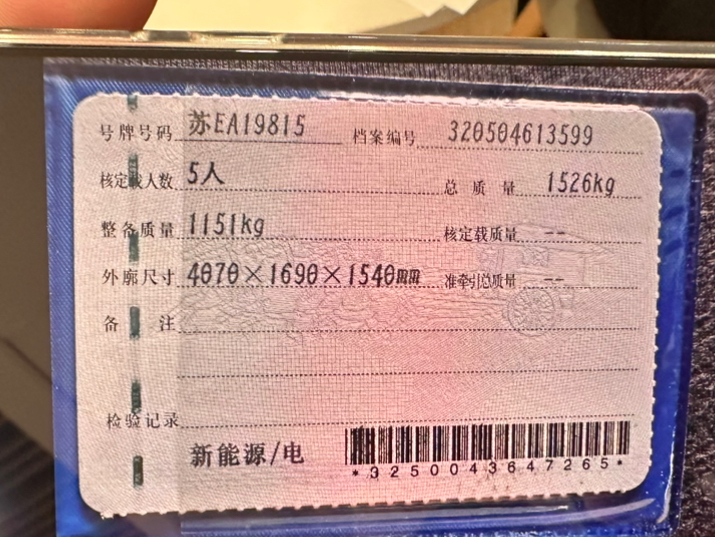 号牌号码 苏EA19815 档案编号 320504613599
核定载人数 5人 总质量 1526kg
整备质量 1151kg 核定载质量 --
外廓尺寸 4070×1690×1540mm 准牵引总质量 --
备注
检验记录
新能源/电
*3250043647265*